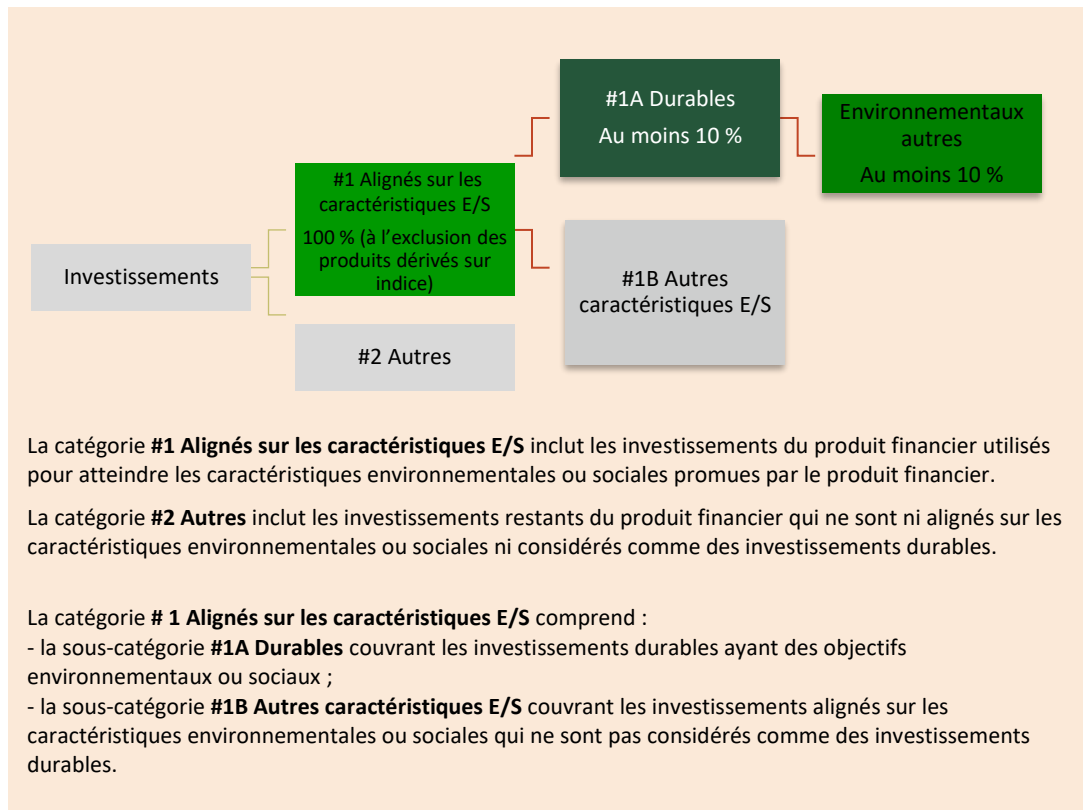 #1A Durables
Au moins 10 %
Environnementaux
autres
Au moins 10 %
#1 Alignés sur les
caractéristiques E/S
100 % (à l’exclusion des
produits dérivés sur
indice)
Investissements
#1B Autres
caractéristiques E/S
#2 Autres
La catégorie #1 Alignés sur les caractéristiques E/S inclut les investissements du produit financier utilisés
pour atteindre les caractéristiques environnementales ou sociales promues par le produit financier.
La catégorie #2 Autres inclut les investissements restants du produit financier qui ne sont ni alignés sur les
caractéristiques environnementales ou sociales ni considérés comme des investissements durables.
La catégorie # 1 Alignés sur les caractéristiques E/S comprend :
- la sous-catégorie #1A Durables couvrant les investissements durables ayant des objectifs
environnementaux ou sociaux ;
- la sous-catégorie #1B Autres caractéristiques E/S couvrant les investissements alignés sur les
caractéristiques environnementales ou sociales qui ne sont pas considérés comme des investissements
durables.